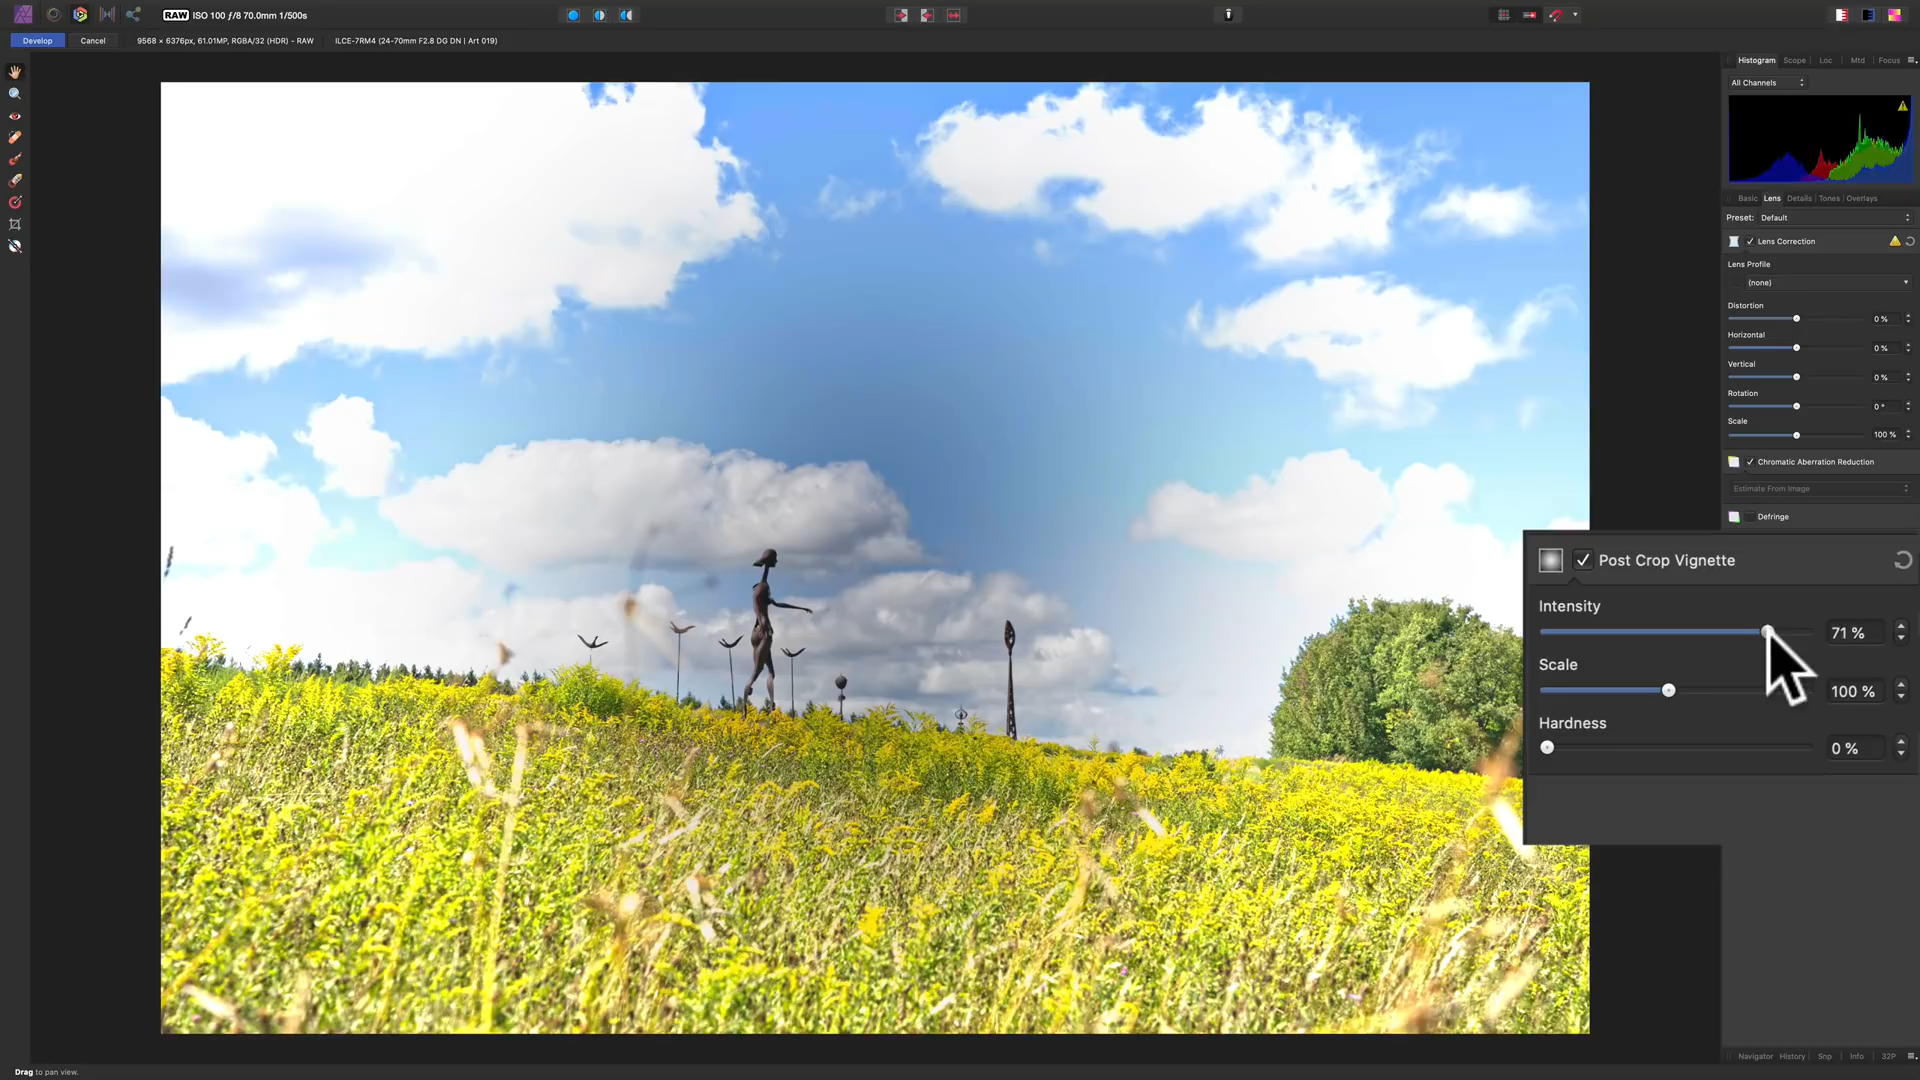 RAW ISO 100 ƒ/8 70.0mm 1/500s
Develop Cancel 9568 × 6376px, 61.01MP, RGBA/32 (HDR) - RAW ILCE-7RM4 (24-70mm F2.8 DG DN | Art 019)
Histogram Scope Loc Mtd Focus
All Channels
Basic Lens Details Tones Overlays
Preset: Default
Lens Correction
Lens Profile
(none)
Distortion
0 %
Horizontal
0 %
Vertical
0 %
Rotation
0 °
Scale
100 %
Chromatic Aberration Reduction
Estimate From Image
Defringe
Post Crop Vignette
Intensity
71 %
Scale
100 %
Hardness
0 %
Navigator History Snp Info 32P
Drag to pan view.